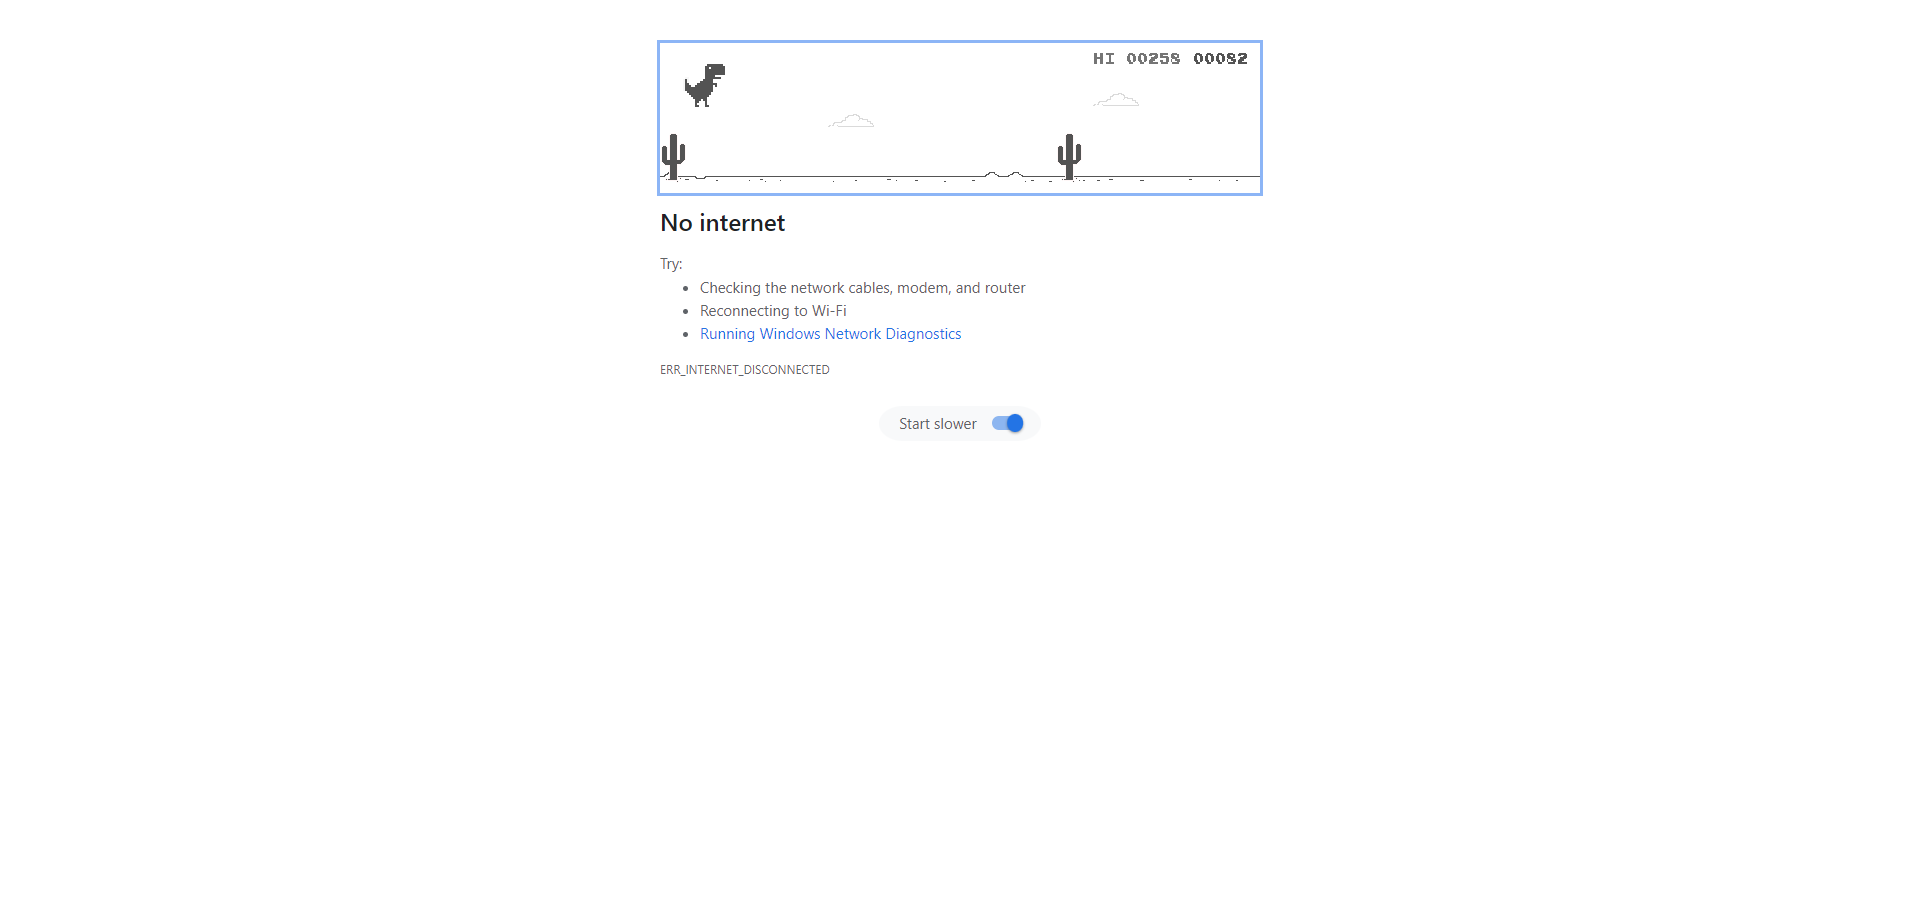 HI 00258 00082
No internet
Try:
Checking the network cables, modem, and router
Reconnecting to Wi-Fi
Running Windows Network Diagnostics
ERR_INTERNET_DISCONNECTED
Start slower